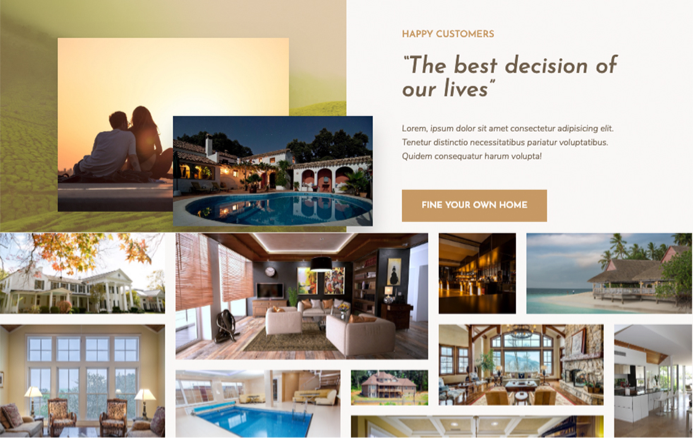 HAPPY CUSTOMERS
“The best decision of
our lives”
Lorem, ipsum dolor sit amet consectetur adipisicing elit.
Tenetur distinctio necessitatibus pariatur voluptatibus.
Quidem consequatur harum volupta!
FINE YOUR OWN HOME